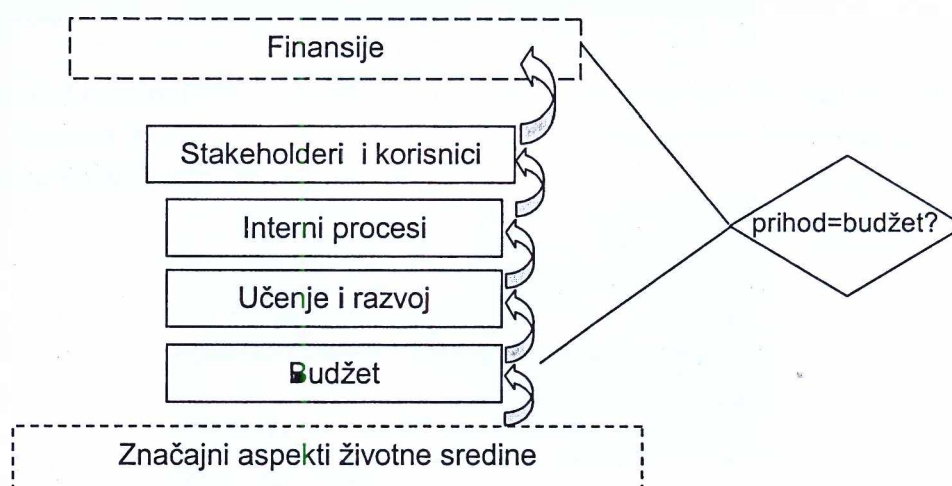 Finansije
Stakeholderi i korisnici
Interni procesi
prihod=budžet?
Učenje i razvoj
Budžet
Značajni aspekti životne sredine